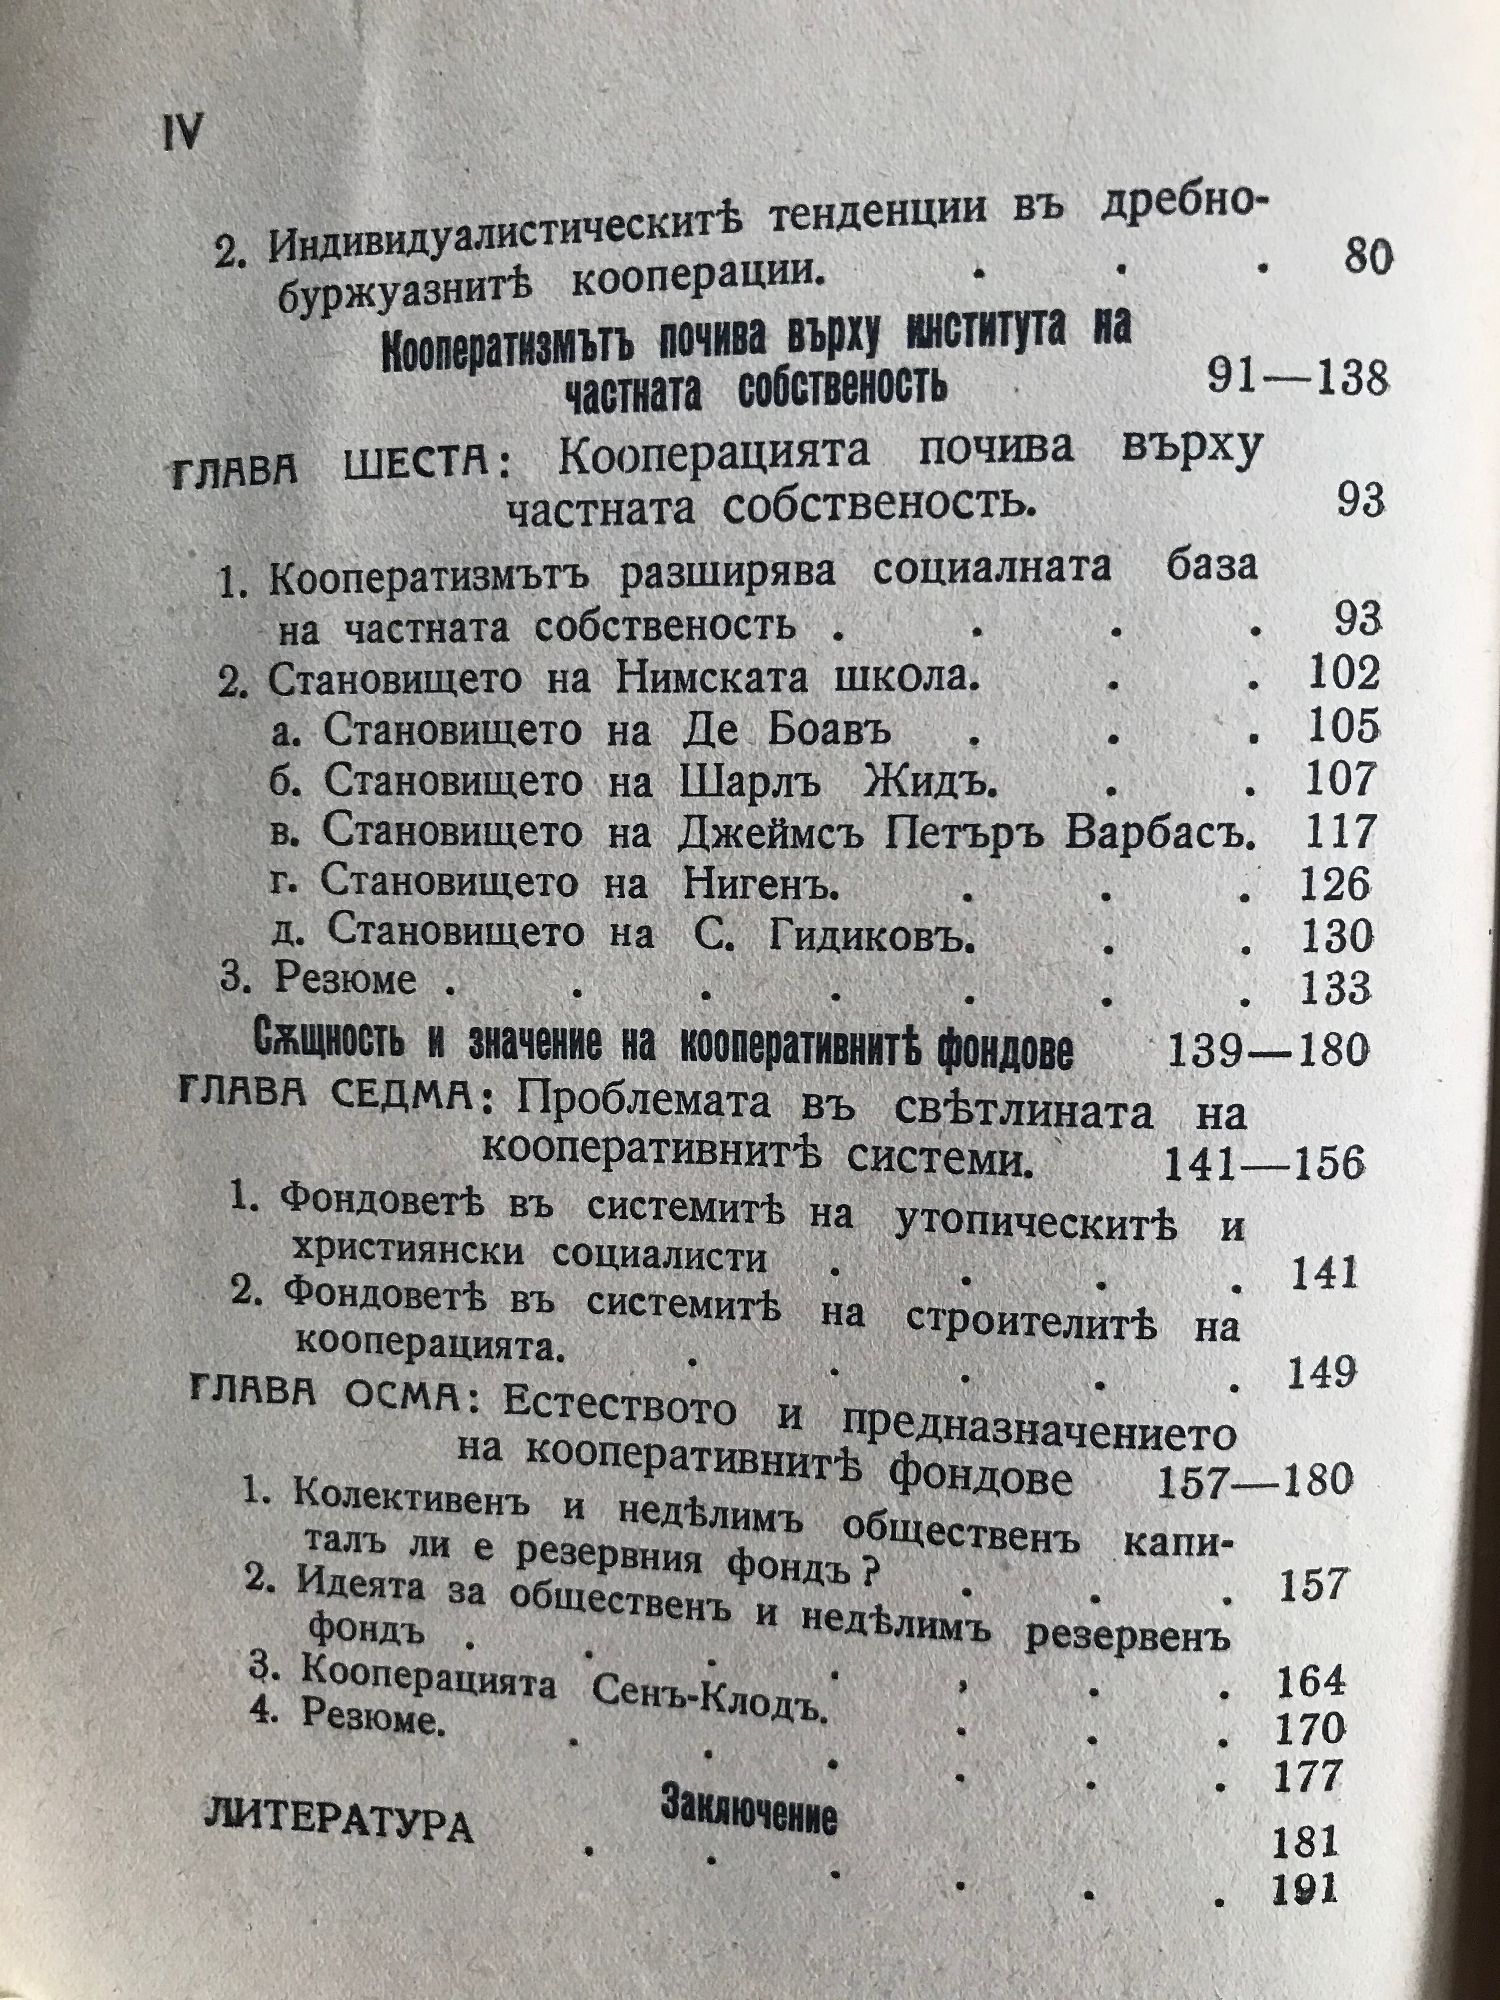 IV
2. Индивидуалистическитѣ тенденции въ дребно-
буржуазнитѣ кооперации. . . . 80
Кооператизмътъ почива върху института на
частната собственость 91—138
ГЛАВА ШЕСТА: Кооперацията почива върху
частната собственость. 93
1. Кооператизмътъ разширява социалната база
на частната собственость . . . . 93
2. Становището на Нимската школа. . . 102
а. Становището на Де Боавъ . . . 105
б. Становището на Шарлъ Жидъ. . . 107
в. Становището на Джеймсъ Петъръ Варбасъ. 117
г. Становището на Нигенъ. . . . 126
д. Становището на С. Гидиковъ. . . 130
3. Резюме . . . . . . . 133
Сѫщность и значение на кооперативнитѣ фондове 139—180
ГЛАВА СЕДМА: Проблемата въ свѣтлината на
кооперативнитѣ системи. 141—156
1. Фондоветѣ въ системитѣ на утопическитѣ и
християнски социалисти . . . . 141
2. Фондоветѣ въ системитѣ на строителитѣ на
кооперацията. . . . . . 149
ГЛАВА ОСМА: Естеството и предназначението
на кооперативнитѣ фондове 157—180
1. Колективенъ и недѣлимъ общественъ капи-
талъ ли е резервния фондъ? . . . 157
2. Идеята за общественъ и недѣлимъ резервенъ
фондъ . . . . . . . 164
3. Кооперацията Сенъ-Клодъ. . . . 170
4. Резюме. . . . . . . 177
Заключение 181
ЛИТЕРАТУРА . . . . . . 191